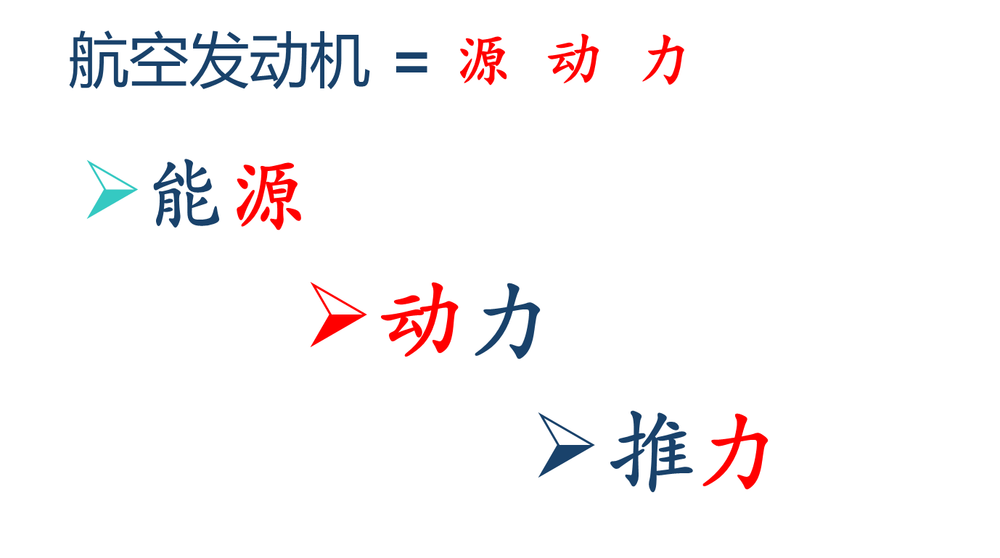 航空发动机 = 源 动 力
能源
动力
推力